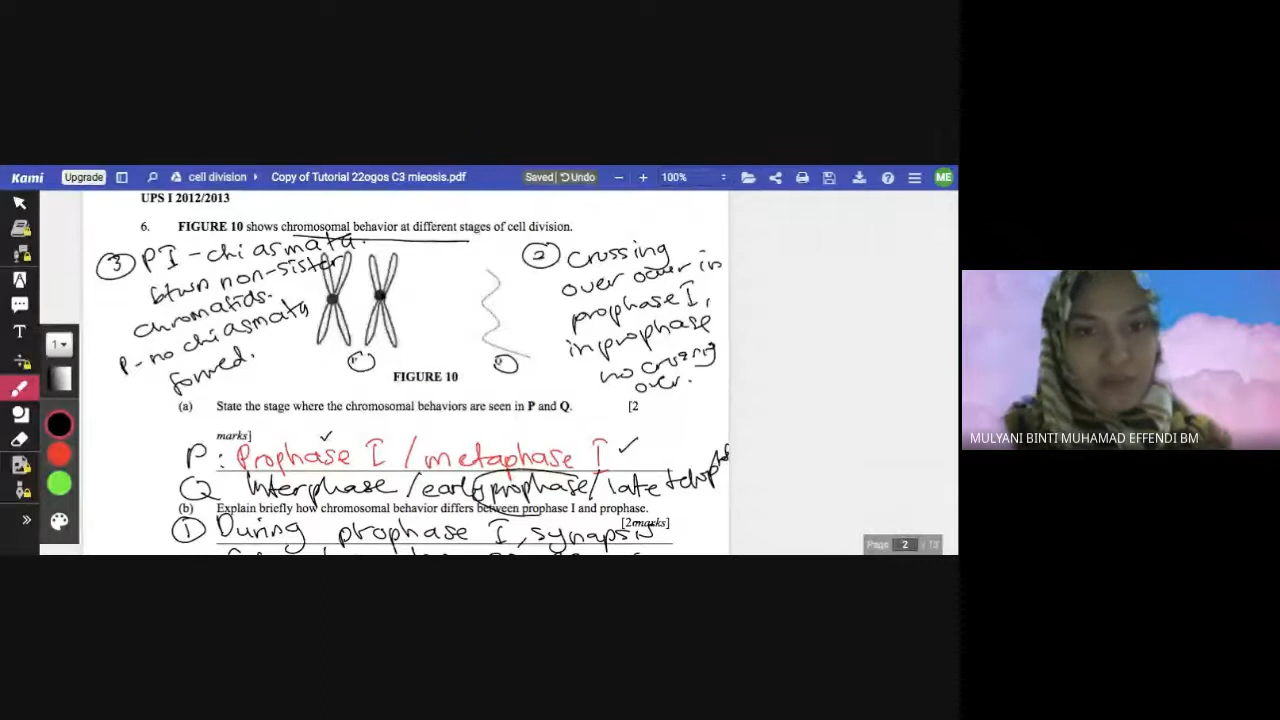 Kami Upgrade cell division Copy of Tutorial 22ogos C3 mieosis.pdf Saved Undo 100% ME
UPS I 2012/2013
6. FIGURE 10 shows chromosomal behavior at different stages of cell division.
③ PI - chiasmata
btwn non-sister
chromatids.
P - no chiasmata
formed.
② Crossing
over occur in
prophase I,
in prophase
no crossing
over.
FIGURE 10
(a) State the stage where the chromosomal behaviors are seen in P and Q. [2
marks]
P : Prophase I / metaphase I
Q Interphase / early prophase / late
(b) Explain briefly how chromosomal behavior differs between prophase I and prophase.
[2marks]
① During prophase I, synapsis
Page 2 / 13
1
MULYANI BINTI MUHAMAD EFFENDI BM